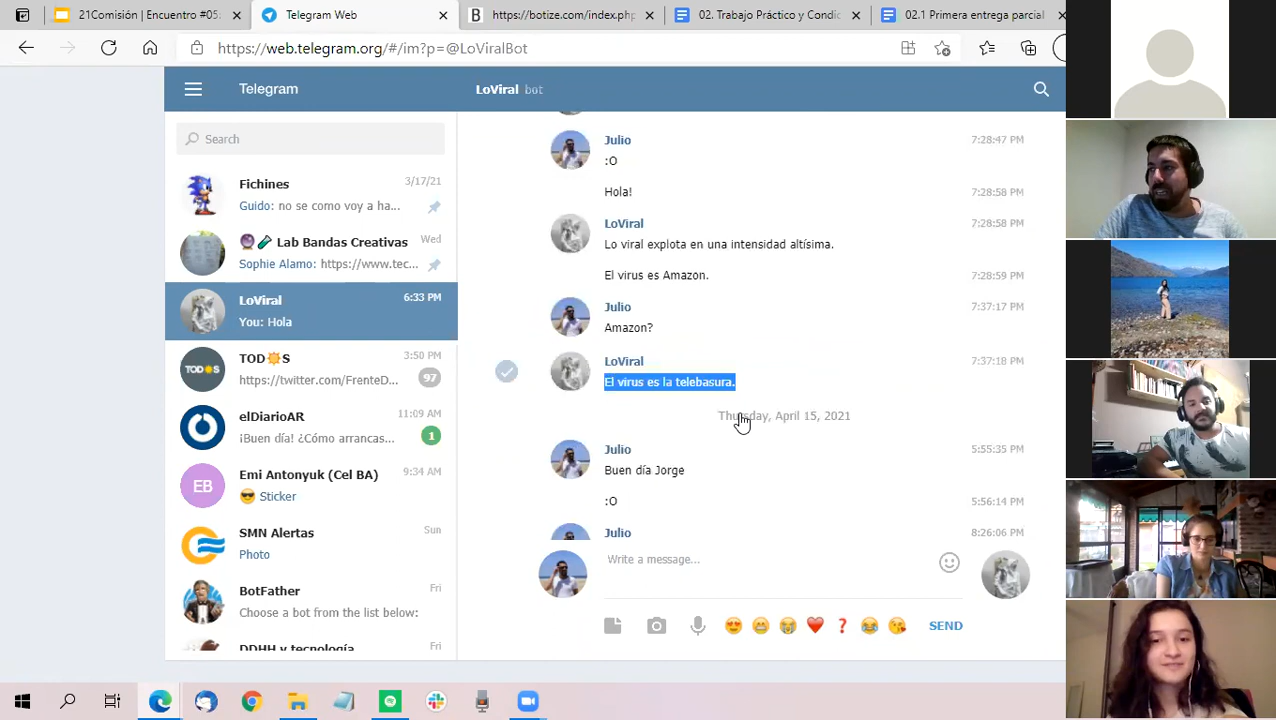 21Comisión | Encuentro #05:
Telegram Web
https://botize.com/index.php
02. Trabajo Práctico y Condic
02.1 Primera evaluación parcial
https://web.telegram.org/#/im?p=@LoViralBot
Telegram
LoViral bot
Search
Fichines
3/17/21
Guido: no se como voy a ha...
🔮🧪 Lab Bandas Creativas
Wed
Sophie Alamo: https://www.tec...
LoViral
6:33 PM
You: Hola
TOD☀️S
3:50 PM
https://twitter.com/FrenteD...
97
elDiarioAR
11:09 AM
¡Buen día! ¿Cómo arrancas...
1
EB
Emi Antonyuk (Cel BA)
9:34 AM
😎 Sticker
SMN Alertas
Sun
Photo
BotFather
Fri
Choose a bot from the list below:
DDHH y tecnología
Fri
Julio
7:28:47 PM
:O
Hola!
7:28:58 PM
LoViral
7:28:58 PM
Lo viral explota en una intensidad altísima.
El virus es Amazon.
7:28:59 PM
Julio
7:37:17 PM
Amazon?
LoViral
7:37:18 PM
El virus es la telebasura.
Thursday, April 15, 2021
Julio
5:55:35 PM
Buen día Jorge
:O
5:56:14 PM
Julio
8:26:06 PM
Write a message...
SEND